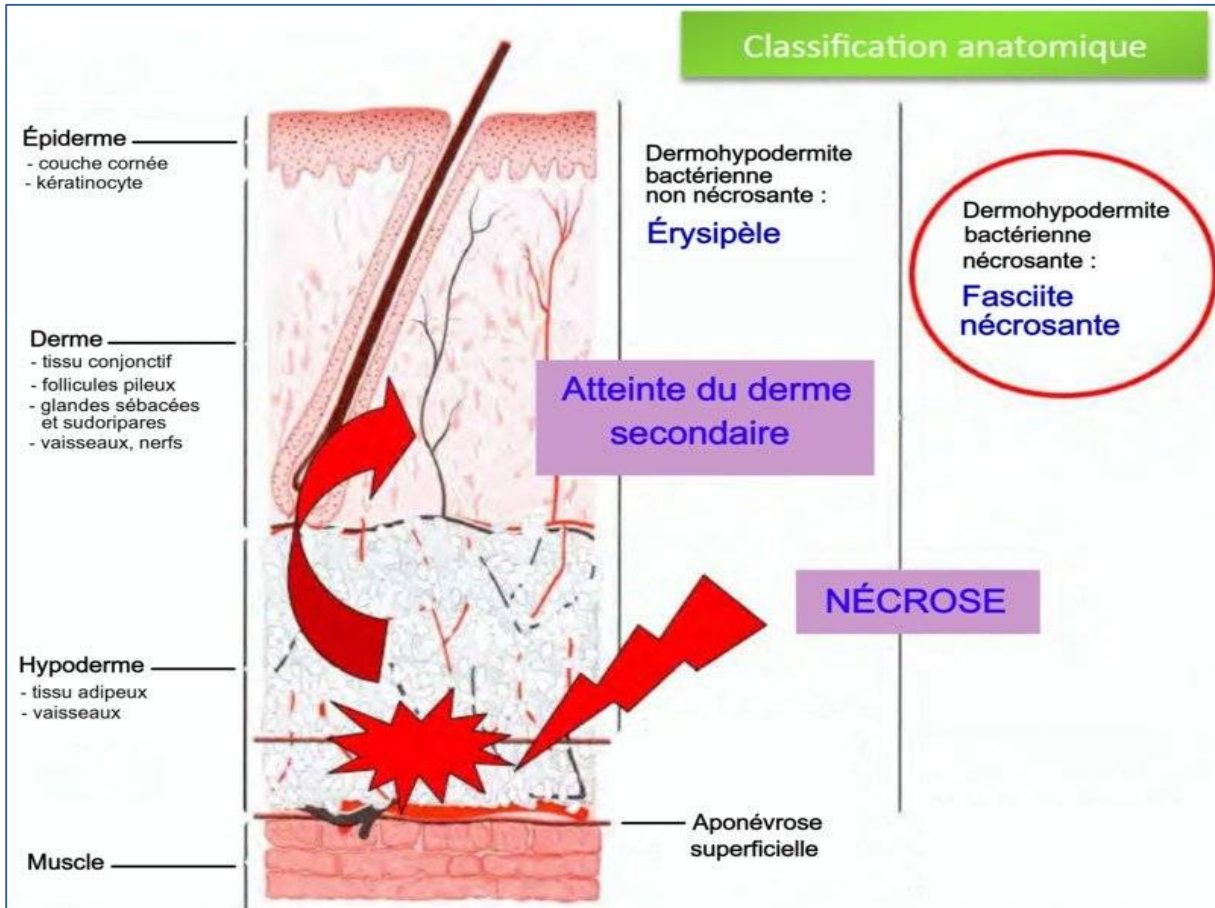 Classification anatomique
Épiderme
- couche cornée
- kératinocyte
Derme
- tissu conjonctif
- follicules pileux
- glandes sébacées
et sudoripares
- vaisseaux, nerfs
Hypoderme
- tissu adipeux
- vaisseaux
Muscle
Dermohypodermite
bactérienne
non nécrosante :
Érysipèle
Dermohypodermite
bactérienne
nécrosante :
Fasciite
nécrosante
Atteinte du derme
secondaire
NÉCROSE
Aponévrose
superficielle